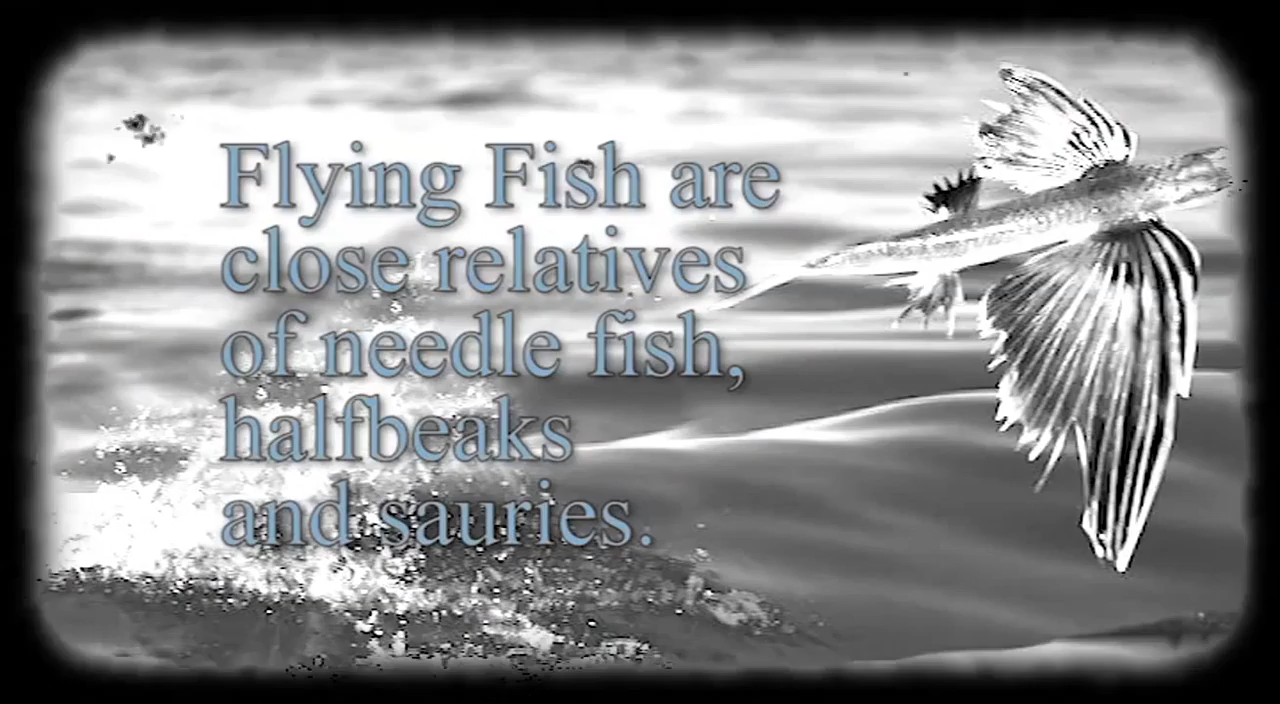 Flying Fish are
close relatives
of needle fish,
halfbeaks
and sauries.